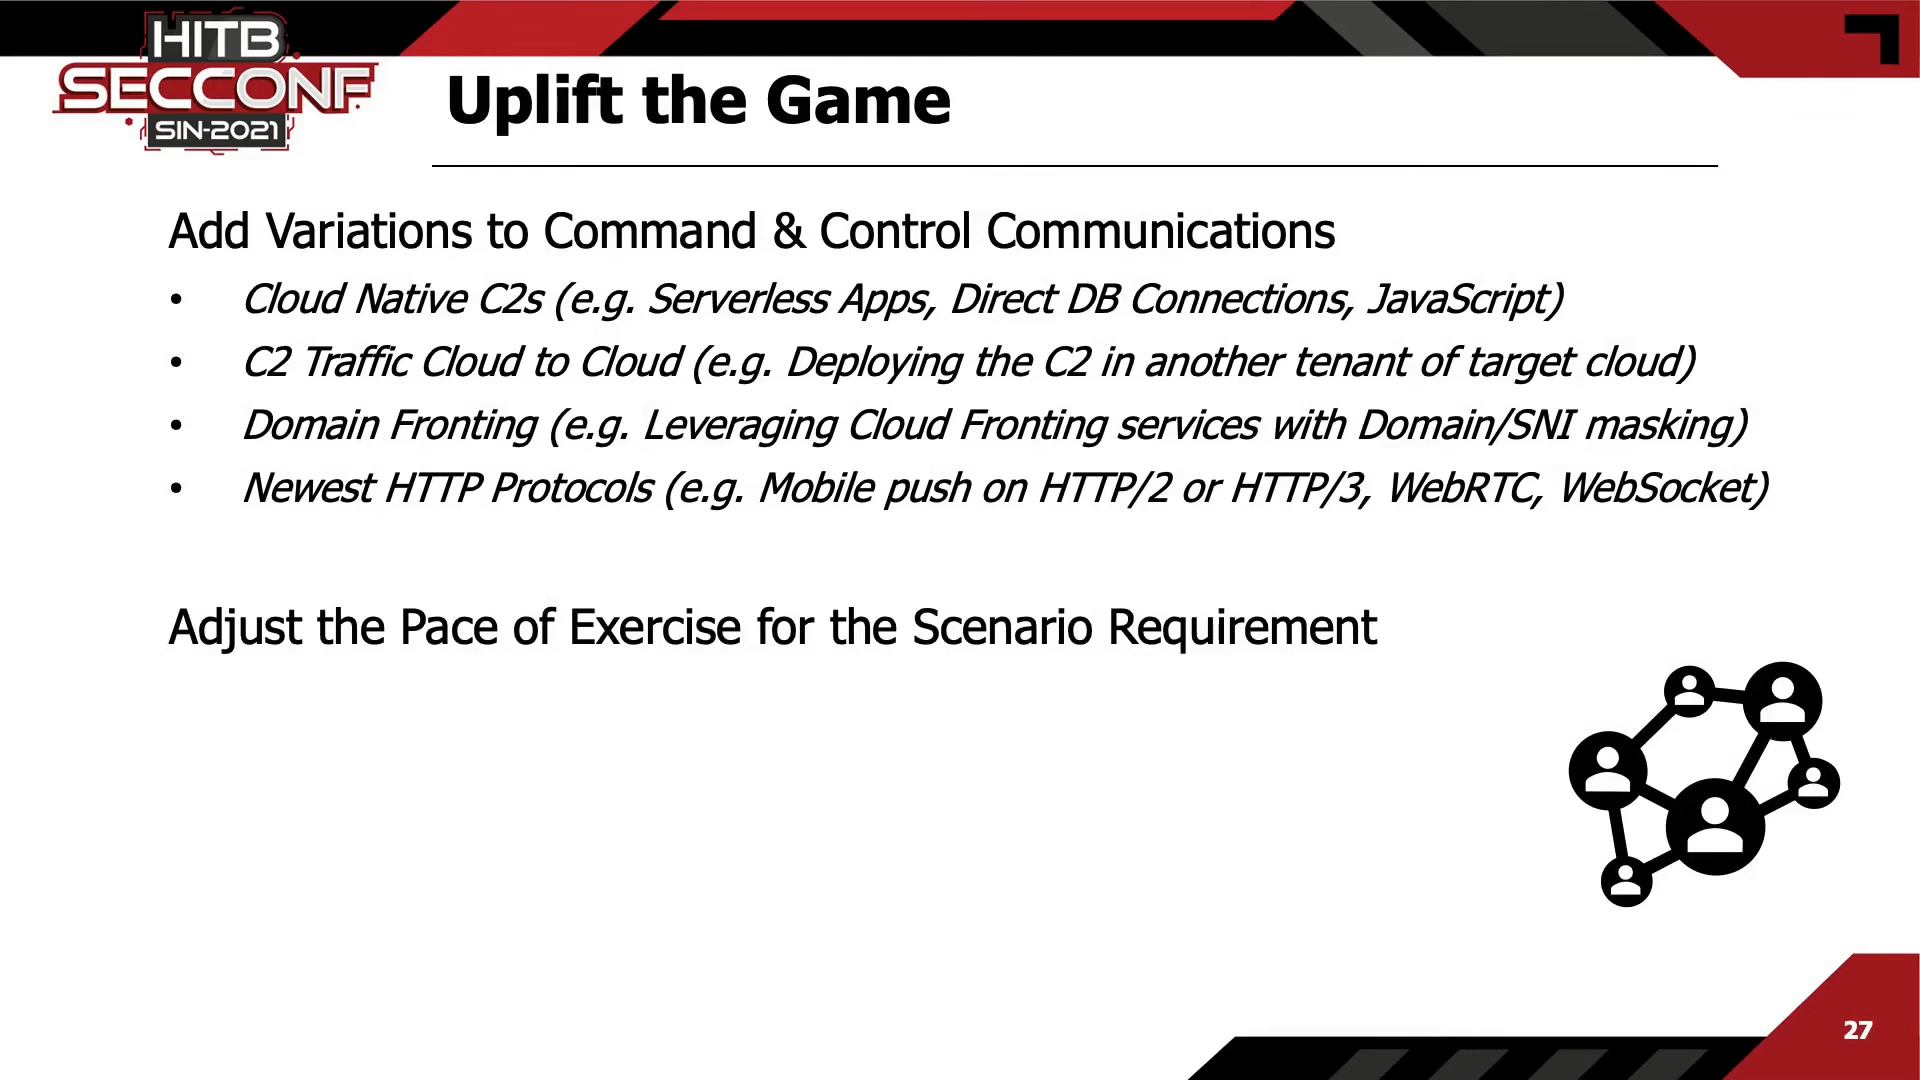 HITB
SECCONF
SIN-2021
Uplift the Game
Add Variations to Command & Control Communications
• Cloud Native C2s (e.g. Serverless Apps, Direct DB Connections, JavaScript)
• C2 Traffic Cloud to Cloud (e.g. Deploying the C2 in another tenant of target cloud)
• Domain Fronting (e.g. Leveraging Cloud Fronting services with Domain/SNI masking)
• Newest HTTP Protocols (e.g. Mobile push on HTTP/2 or HTTP/3, WebRTC, WebSocket)
Adjust the Pace of Exercise for the Scenario Requirement
27